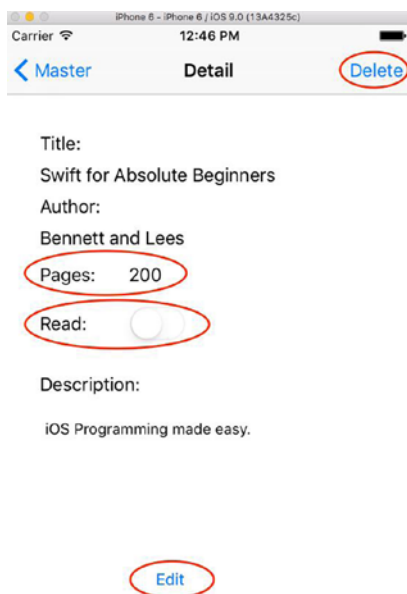 iPhone 6 – iPhone 6 / iOS 9.0 (13A4325c)
Carrier 12:46 PM
Master Detail Delete
Title:
Swift for Absolute Beginners
Author:
Bennett and Lees
Pages: 200
Read:
Description:
iOS Programming made easy.
Edit